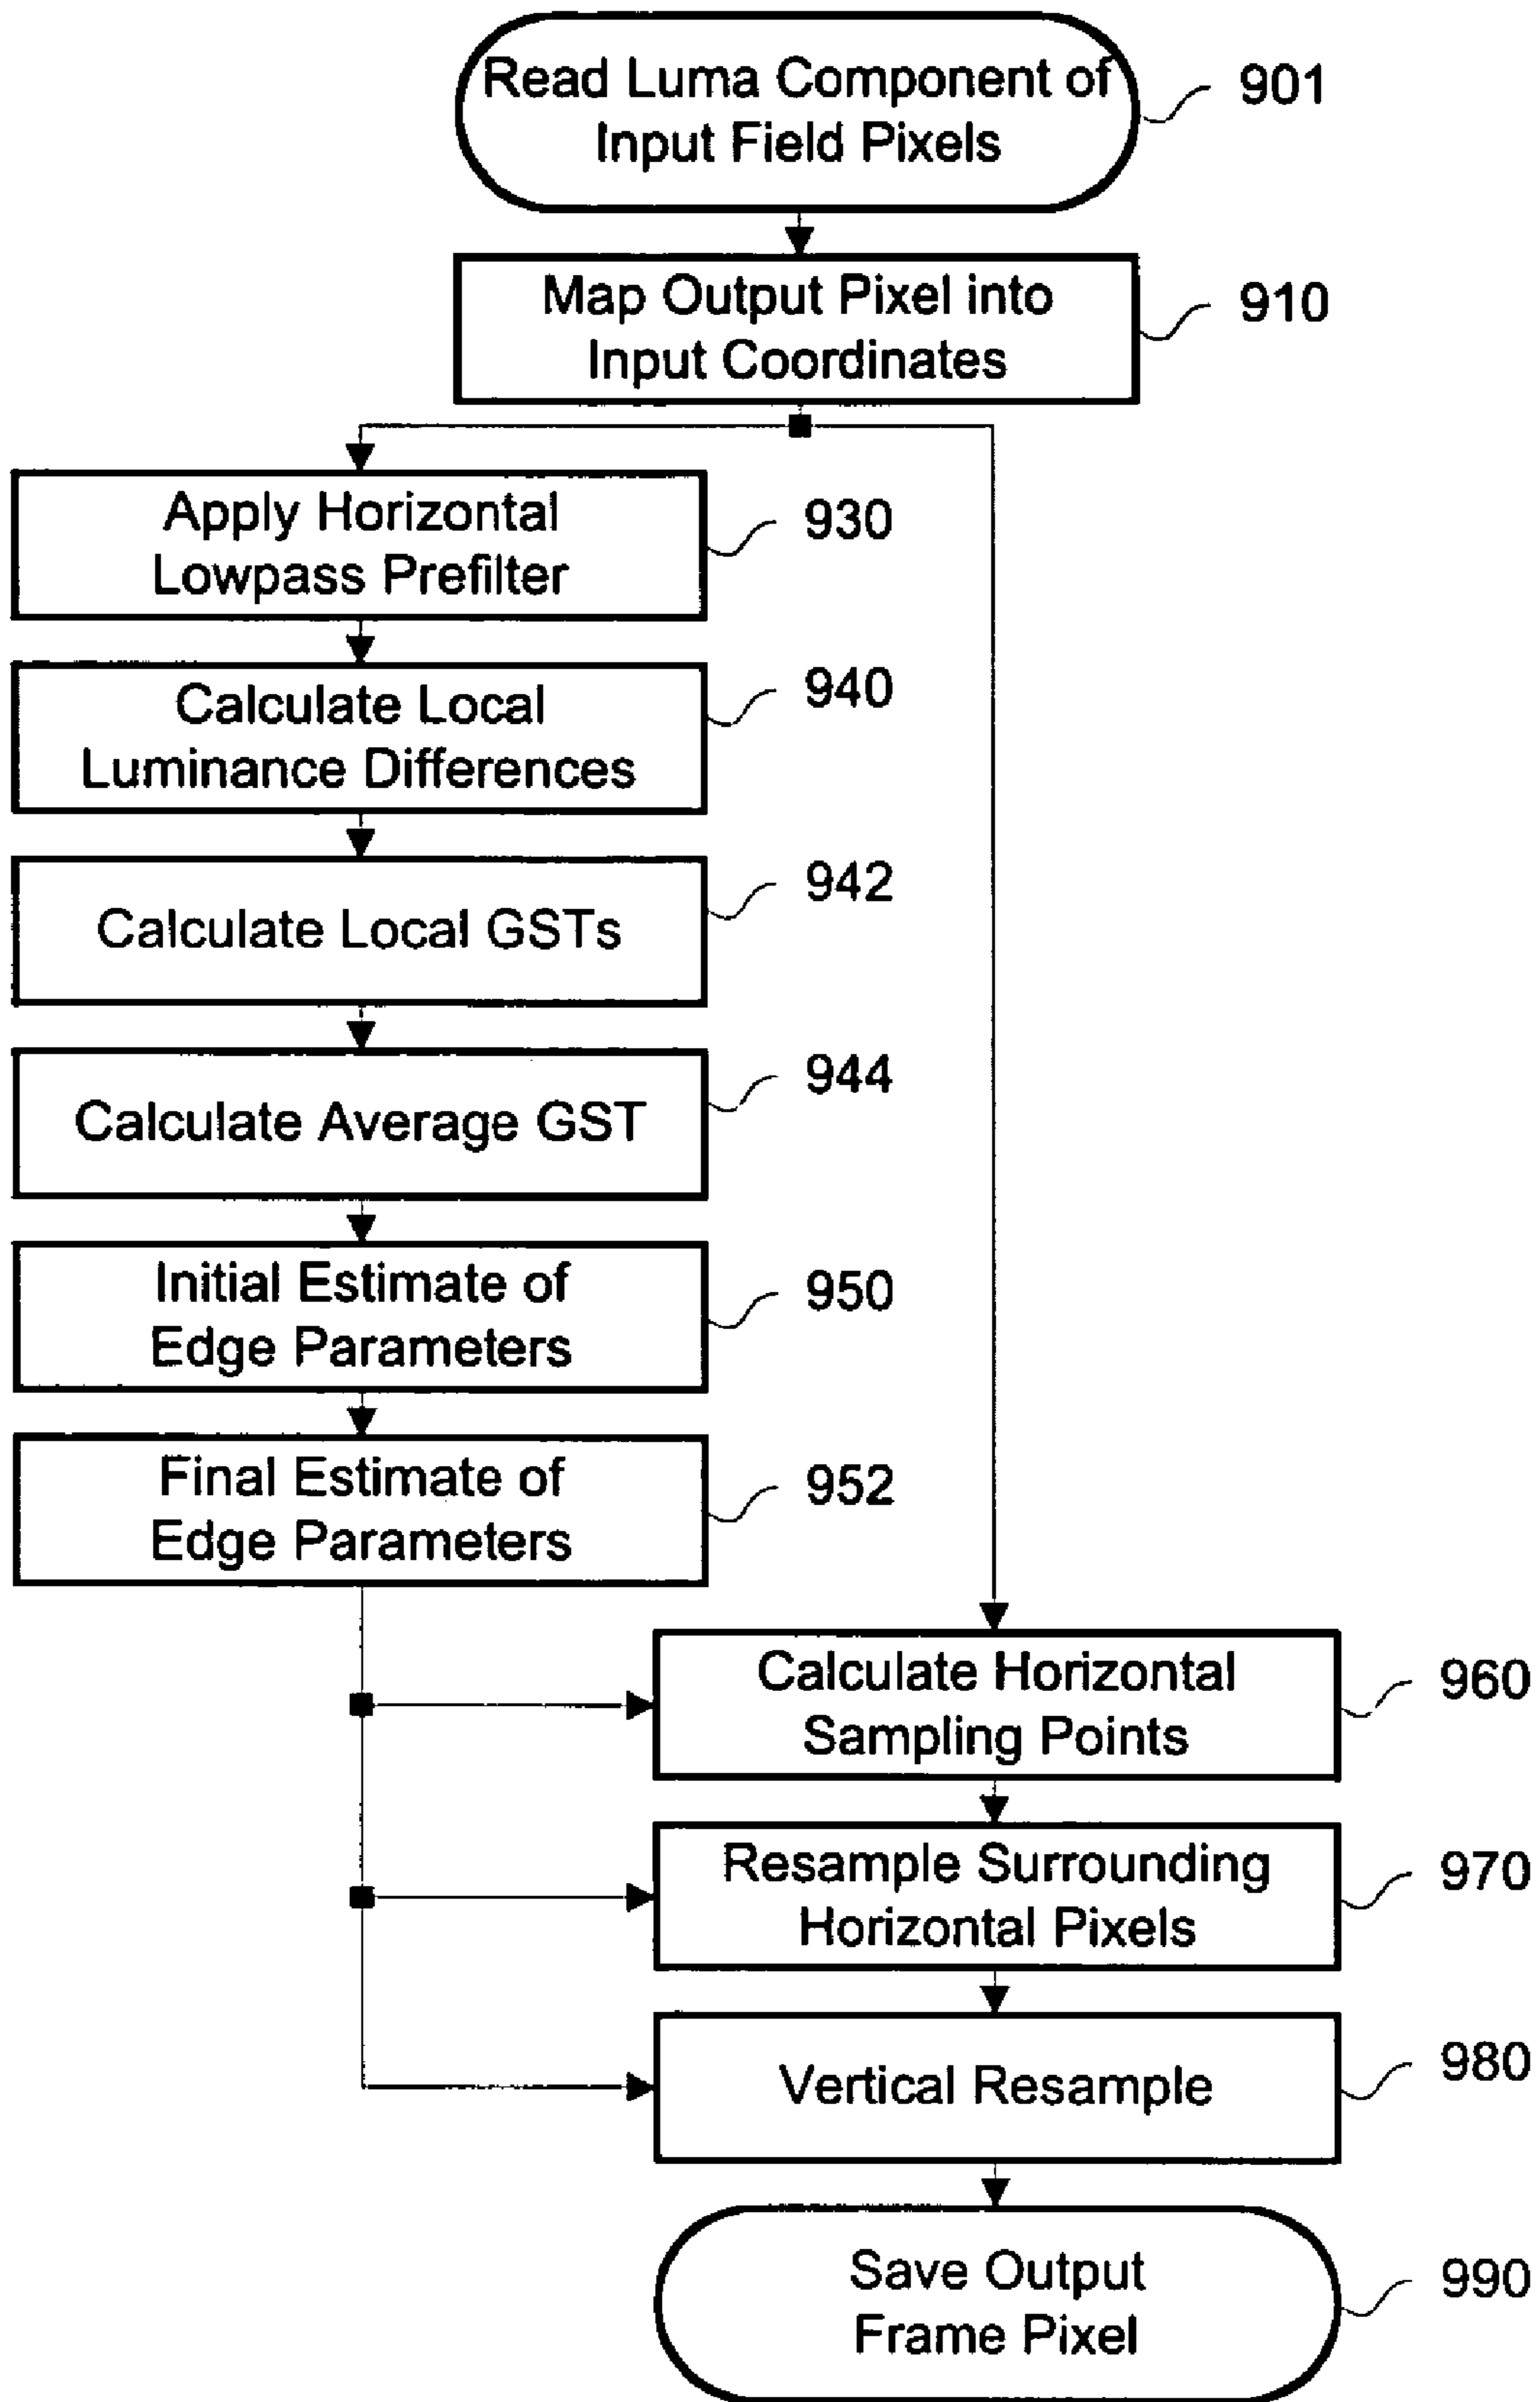 Read Luma Component of
Input Field Pixels
901
Map Output Pixel into
Input Coordinates
910
Apply Horizontal
Lowpass Prefilter
930
Calculate Local
Luminance Differences
940
Calculate Local GSTs
942
Calculate Average GST
944
Initial Estimate of
Edge Parameters
950
Final Estimate of
Edge Parameters
952
Calculate Horizontal
Sampling Points
960
Resample Surrounding
Horizontal Pixels
970
Vertical Resample
980
Save Output
Frame Pixel
990